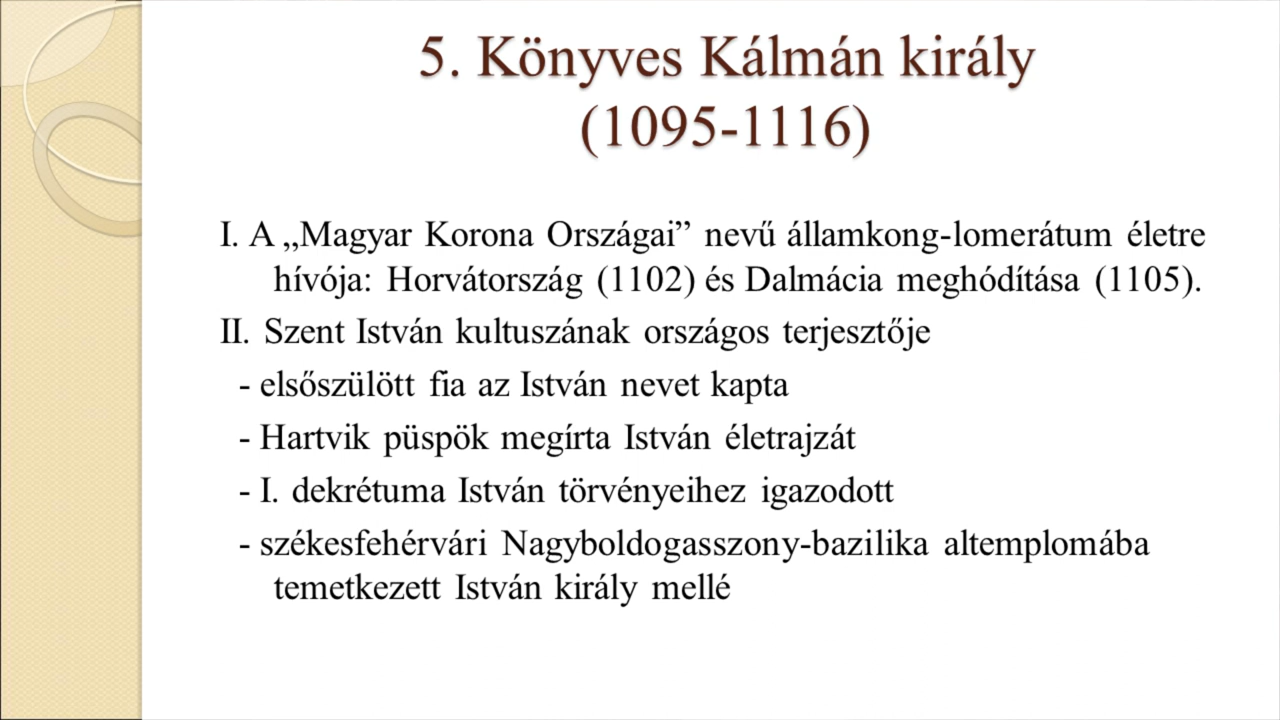 5. Könyves Kálmán király
(1095-1116)
I. A „Magyar Korona Országai” nevű államkong-lomerátum életre
hívója: Horvátország (1102) és Dalmácia meghódítása (1105).
II. Szent István kultuszának országos terjesztője
- elsőszülött fia az István nevet kapta
- Hartvik püspök megírta István életrajzát
- I. dekrétuma István törvényeihez igazodott
- székesfehérvári Nagyboldogasszony-bazilika altemplomába
temetkezett István király mellé